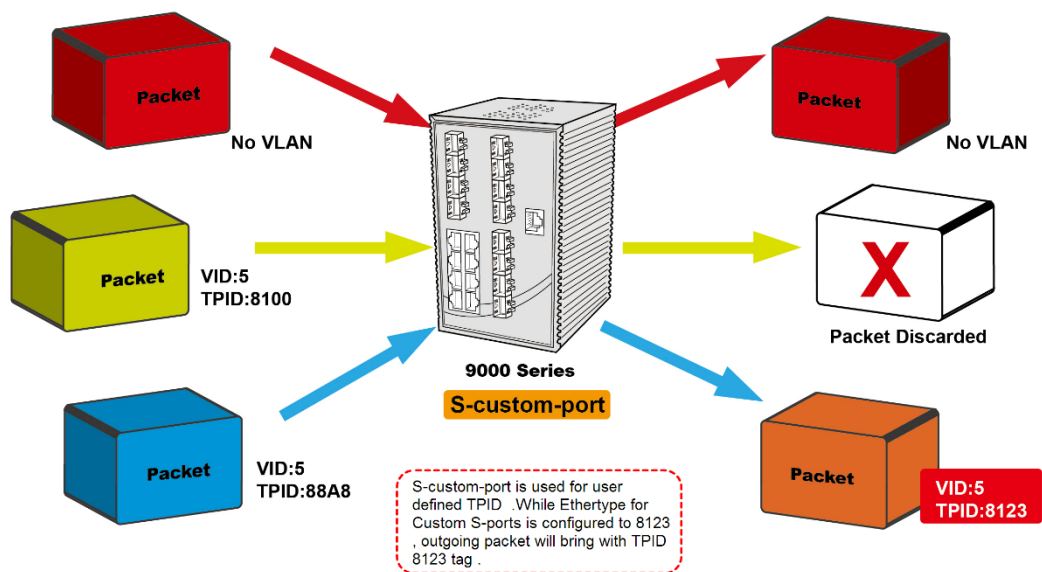 Packet
No VLAN
Packet
No VLAN
Packet
VID:5
TPID:8100
X
Packet Discarded
9000 Series
S-custom-port
Packet
VID:5
TPID:88A8
Packet
VID:5
TPID:8123
S-custom-port is used for user
defined TPID .While Ethertype for
Custom S-ports is configured to 8123
, outgoing packet will bring with TPID
8123 tag .